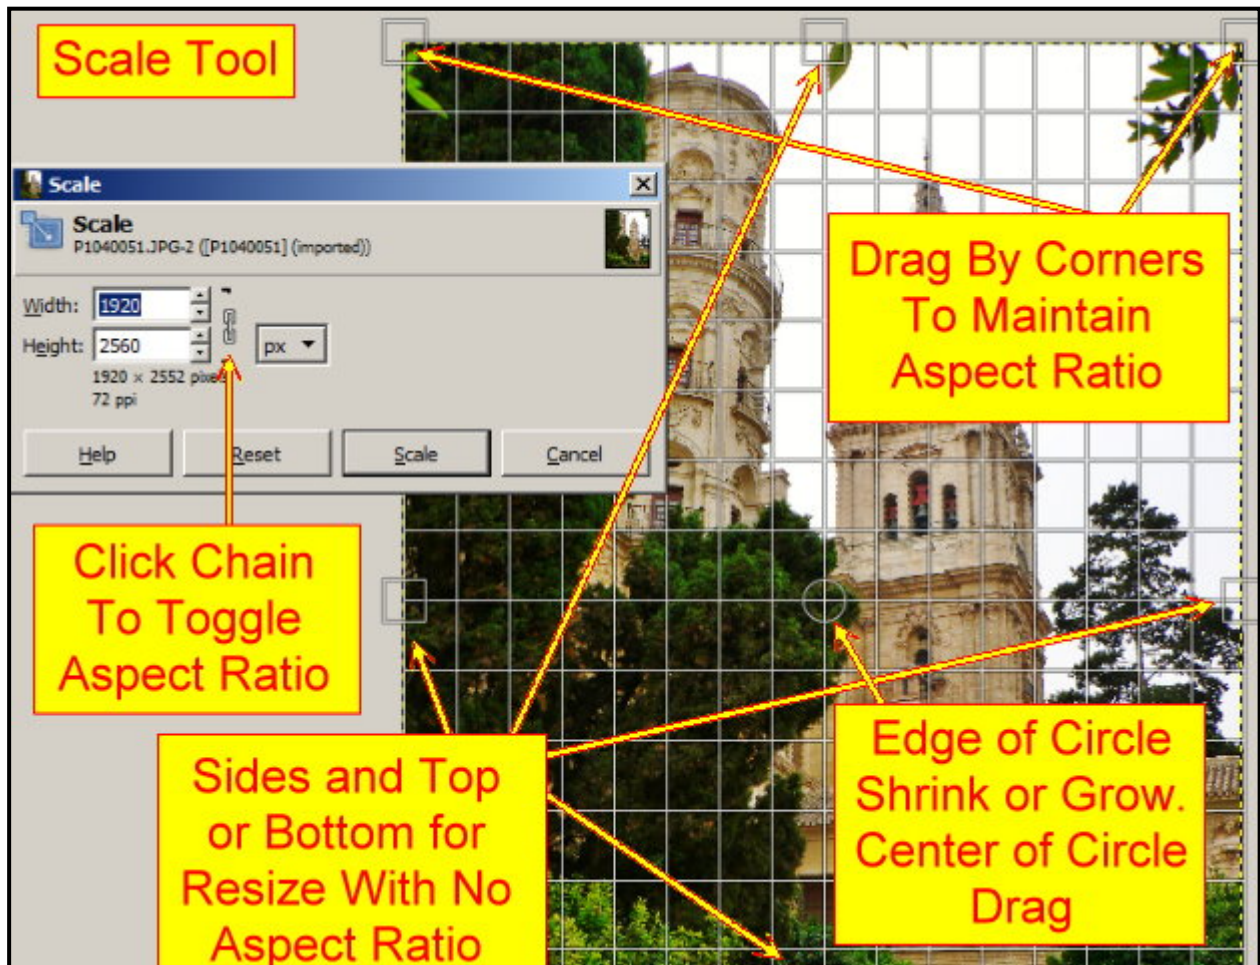 Scale Tool
Scale
Scale
P1040051.JPG-2 ([P1040051] (imported))
Width: 1920
Height: 2560
px
1920 × 2552 pixels
72 ppi
Help Reset Scale Cancel
Drag By Corners
To Maintain
Aspect Ratio
Click Chain
To Toggle
Aspect Ratio
Sides and Top
or Bottom for
Resize With No
Aspect Ratio
Edge of Circle
Shrink or Grow.
Center of Circle
Drag